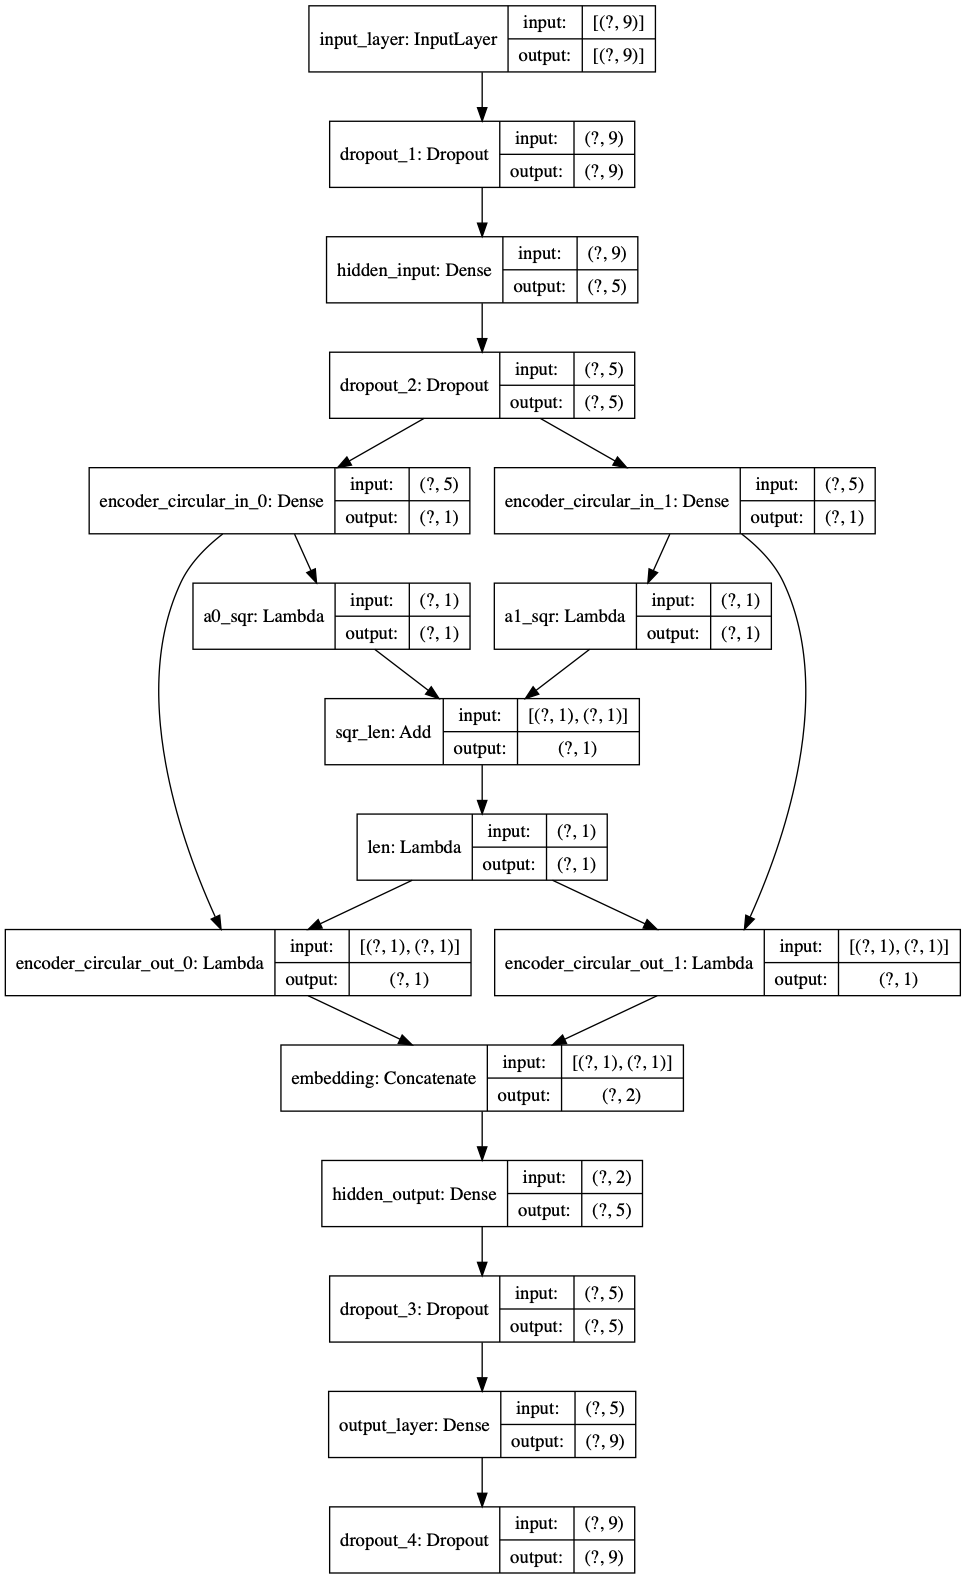 input_layer: InputLayer
input:
[(?, 9)]
output:
[(?, 9)]
dropout_1: Dropout
input:
(?, 9)
output:
(?, 9)
hidden_input: Dense
input:
(?, 9)
output:
(?, 5)
dropout_2: Dropout
input:
(?, 5)
output:
(?, 5)
encoder_circular_in_0: Dense
input:
(?, 5)
output:
(?, 1)
encoder_circular_in_1: Dense
input:
(?, 5)
output:
(?, 1)
a0_sqr: Lambda
input:
(?, 1)
output:
(?, 1)
a1_sqr: Lambda
input:
(?, 1)
output:
(?, 1)
sqr_len: Add
input:
[(?, 1), (?, 1)]
output:
(?, 1)
len: Lambda
input:
(?, 1)
output:
(?, 1)
encoder_circular_out_0: Lambda
input:
[(?, 1), (?, 1)]
output:
(?, 1)
encoder_circular_out_1: Lambda
input:
[(?, 1), (?, 1)]
output:
(?, 1)
embedding: Concatenate
input:
[(?, 1), (?, 1)]
output:
(?, 2)
hidden_output: Dense
input:
(?, 2)
output:
(?, 5)
dropout_3: Dropout
input:
(?, 5)
output:
(?, 5)
output_layer: Dense
input:
(?, 5)
output:
(?, 9)
dropout_4: Dropout
input:
(?, 9)
output:
(?, 9)